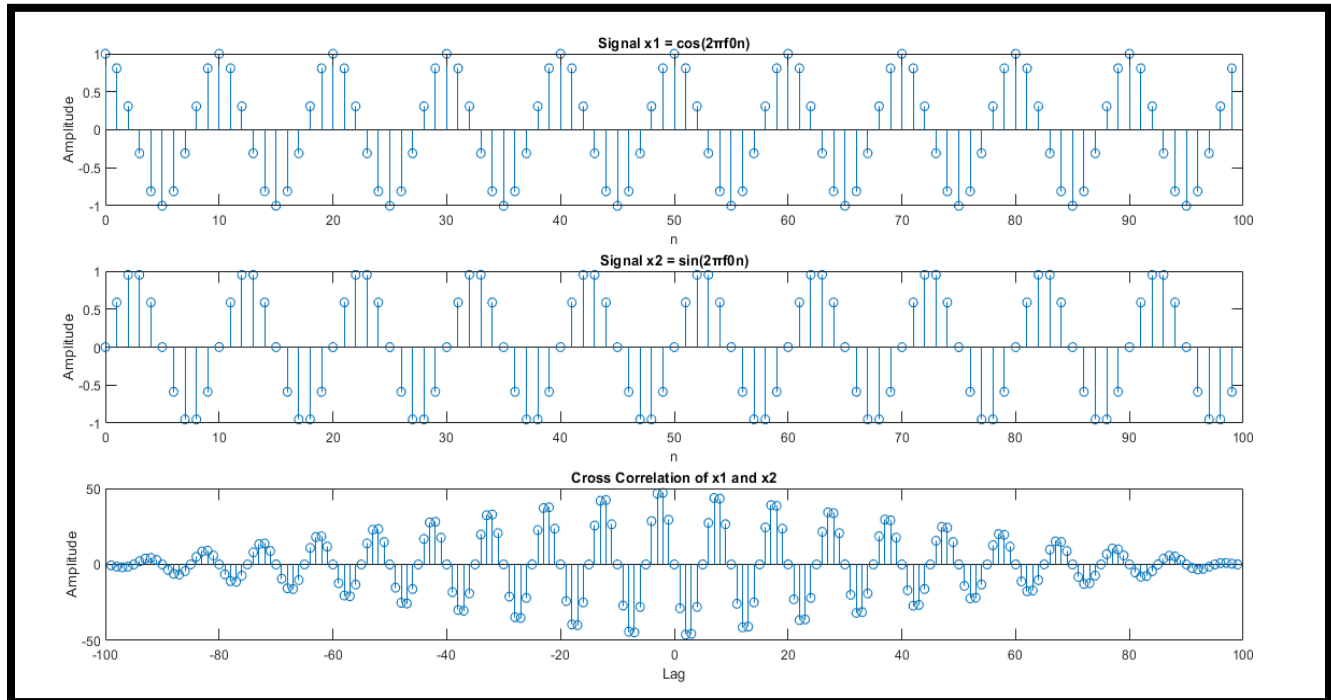 Signal x1 = cos(2πf0n)
1
0.5
0
-0.5
-1
Amplitude
0 10 20 30 40 50 60 70 80 90 100
n
Signal x2 = sin(2πf0n)
1
0.5
0
-0.5
-1
Amplitude
0 10 20 30 40 50 60 70 80 90 100
n
Cross Correlation of x1 and x2
50
0
-50
Amplitude
-100 -80 -60 -40 -20 0 20 40 60 80 100
Lag